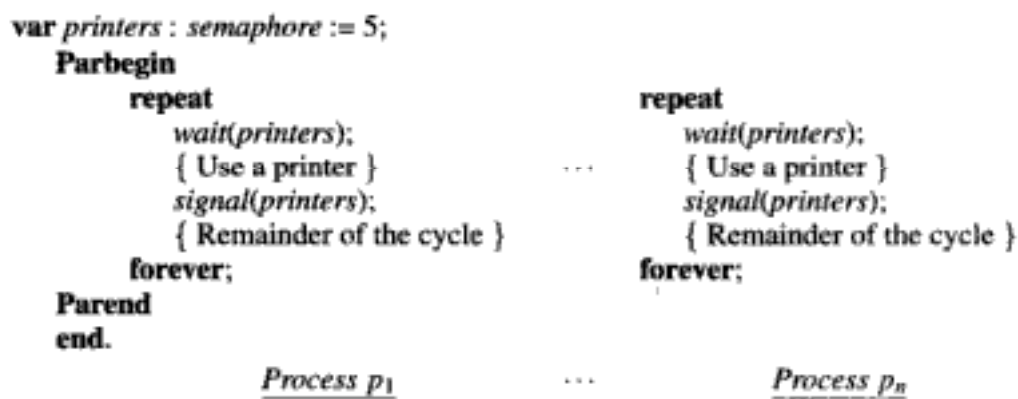 var printers : semaphore := 5;
Parbegin
repeat repeat
wait(printers); wait(printers);
{ Use a printer } ... { Use a printer }
signal(printers); signal(printers);
{ Remainder of the cycle } { Remainder of the cycle }
forever; forever;
Parend
end.
Process p1 ... Process pn